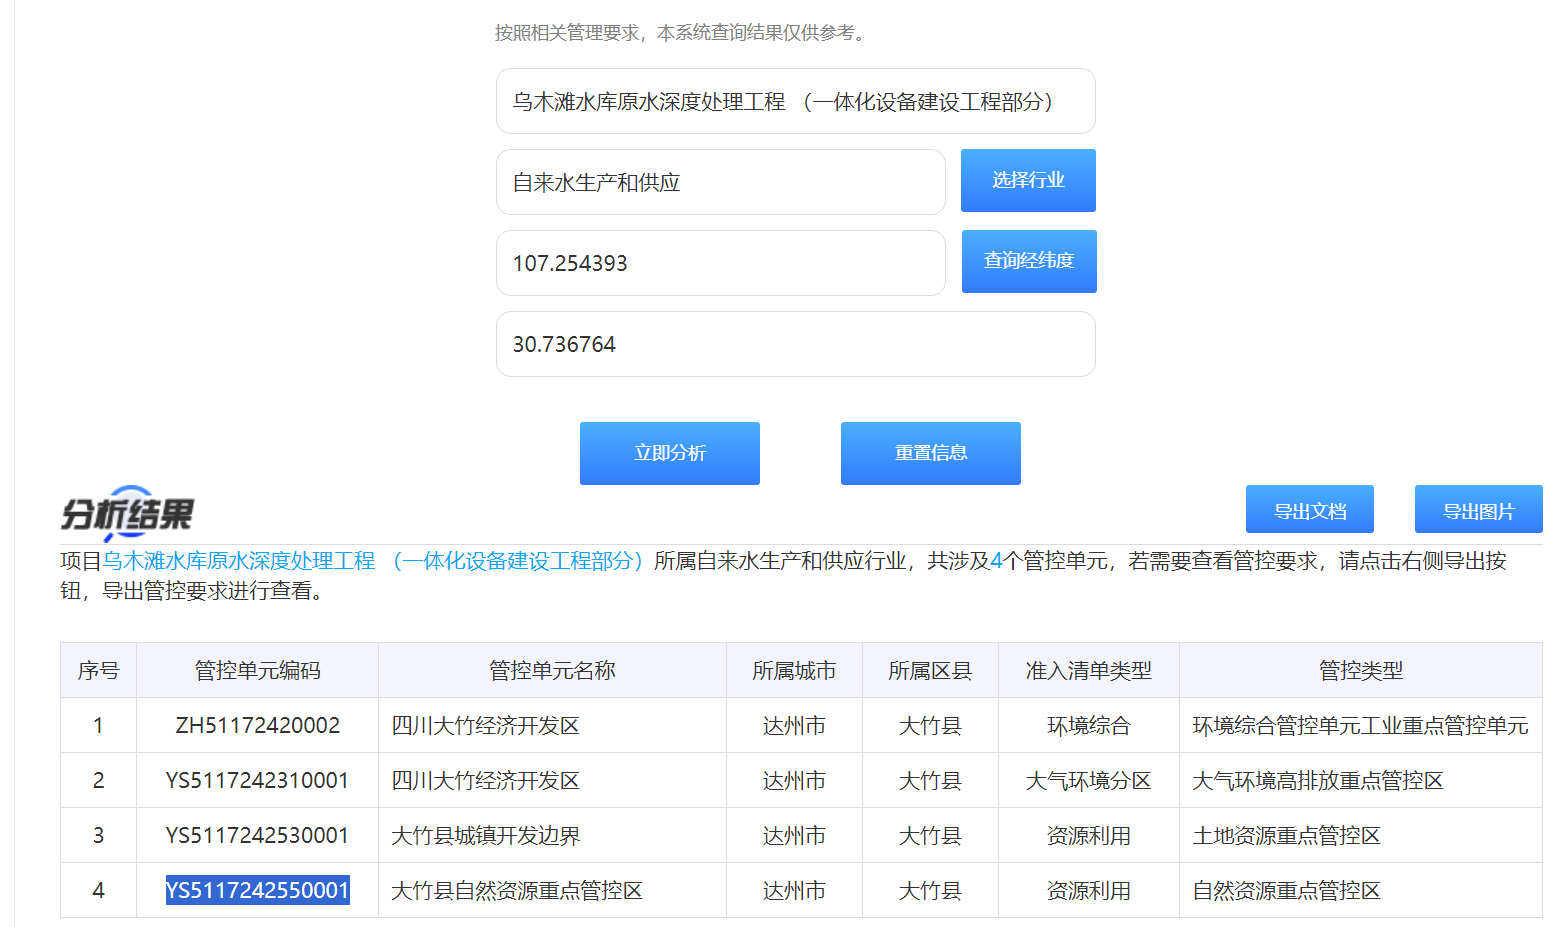 按照相关管理要求，本系统查询结果仅供参考。
乌木滩水库原水深度处理工程 （一体化设备建设工程部分）
自来水生产和供应
选择行业
107.254393
查询经纬度
30.736764
立即分析
重置信息
分析结果
导出文档
导出图片
项目乌木滩水库原水深度处理工程 （一体化设备建设工程部分）所属自来水生产和供应行业，共涉及4个管控单元，若需要查看管控要求，请点击右侧导出按
钮，导出管控要求进行查看。
序号 管控单元编码 管控单元名称 所属城市 所属区县 准入清单类型 管控类型
1 ZH51172420002 四川大竹经济开发区 达州市 大竹县 环境综合 环境综合管控单元工业重点管控单元
2 YS5117242310001 四川大竹经济开发区 达州市 大竹县 大气环境分区 大气环境高排放重点管控区
3 YS5117242530001 大竹县城镇开发边界 达州市 大竹县 资源利用 土地资源重点管控区
4 YS5117242550001 大竹县自然资源重点管控区 达州市 大竹县 资源利用 自然资源重点管控区